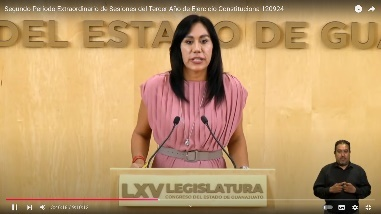 Segundo Periodo Extraordinario de Sesiones del Tercer Año de Ejercicio Constitucional 120924
DEL ESTADO DE GUA
LXV LEGISLATURA
CONGRESO DEL ESTADO DE GUANAJUATO